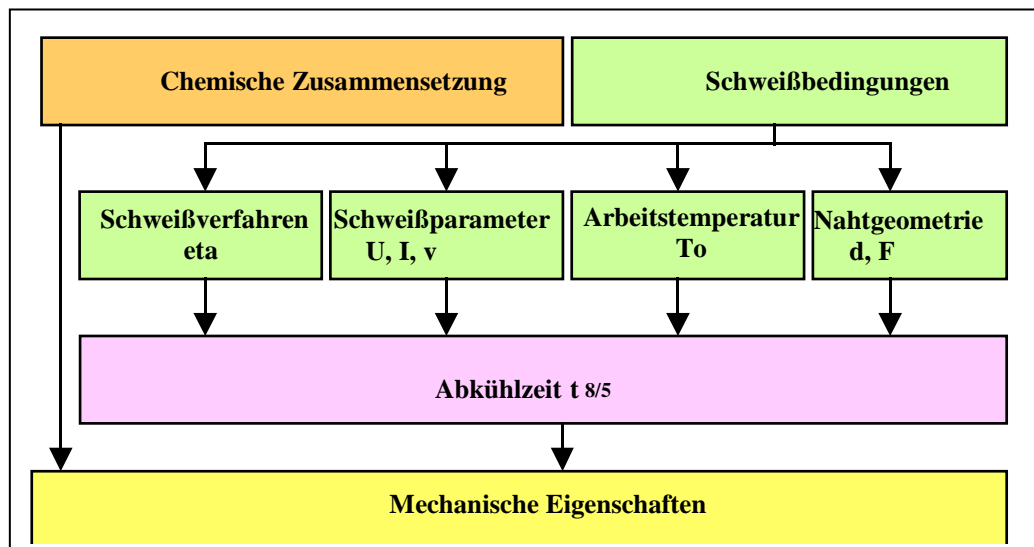 Chemische Zusammensetzung
Schweißbedingungen
Schweißverfahren
eta
Schweißparameter
U, I, v
Arbeitstemperatur
To
Nahtgeometrie
d, F
Abkühlzeit t 8/5
Mechanische Eigenschaften